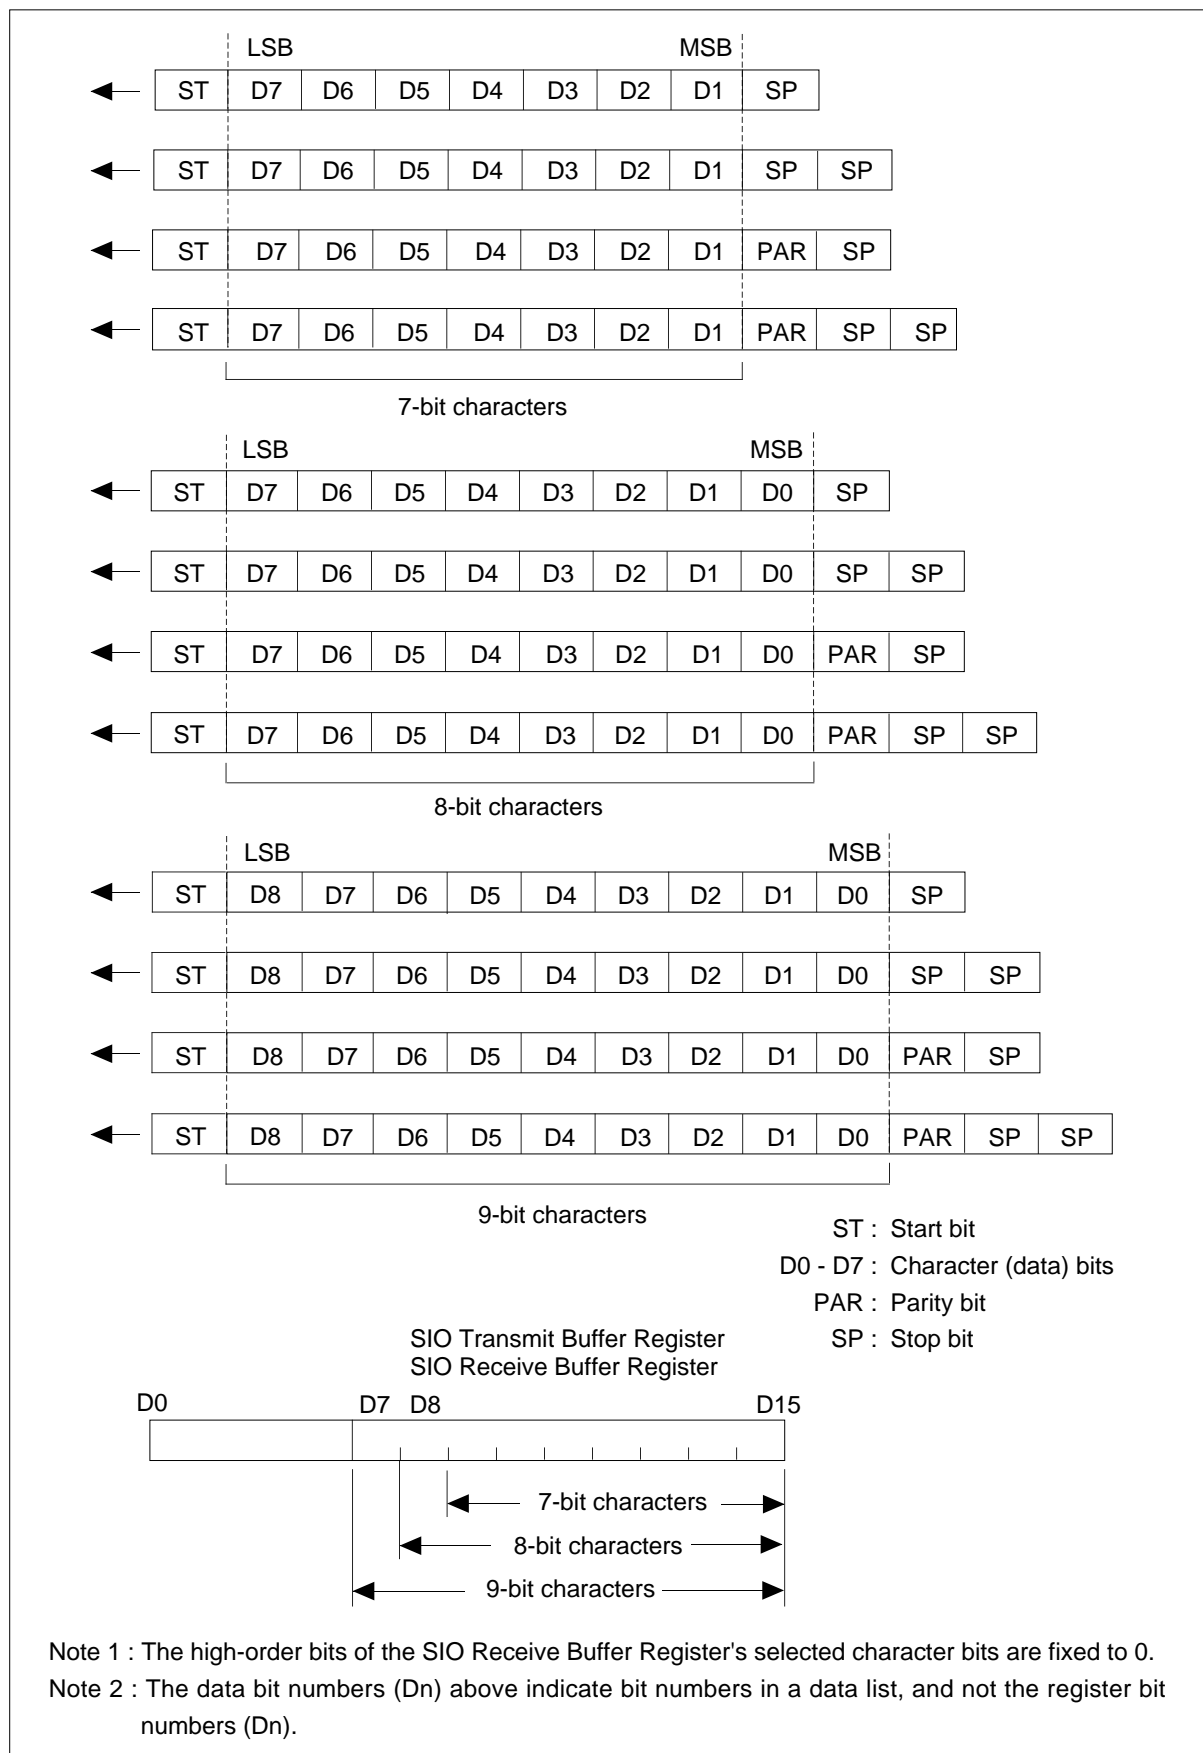 LSB MSB
ST D7 D6 D5 D4 D3 D2 D1 SP
ST D7 D6 D5 D4 D3 D2 D1 SP SP
ST D7 D6 D5 D4 D3 D2 D1 PAR SP
ST D7 D6 D5 D4 D3 D2 D1 PAR SP SP
7-bit characters
LSB MSB
ST D7 D6 D5 D4 D3 D2 D1 D0 SP
ST D7 D6 D5 D4 D3 D2 D1 D0 SP SP
ST D7 D6 D5 D4 D3 D2 D1 D0 PAR SP
ST D7 D6 D5 D4 D3 D2 D1 D0 PAR SP SP
8-bit characters
LSB MSB
ST D8 D7 D6 D5 D4 D3 D2 D1 D0 SP
ST D8 D7 D6 D5 D4 D3 D2 D1 D0 SP SP
ST D8 D7 D6 D5 D4 D3 D2 D1 D0 PAR SP
ST D8 D7 D6 D5 D4 D3 D2 D1 D0 PAR SP SP
9-bit characters
ST : Start bit
D0 - D7 : Character (data) bits
PAR : Parity bit
SP : Stop bit
SIO Transmit Buffer Register
SIO Receive Buffer Register
D0 D7 D8 D15
7-bit characters
8-bit characters
9-bit characters
Note 1 : The high-order bits of the SIO Receive Buffer Register's selected character bits are fixed to 0.
Note 2 : The data bit numbers (Dn) above indicate bit numbers in a data list, and not the register bit
numbers (Dn).